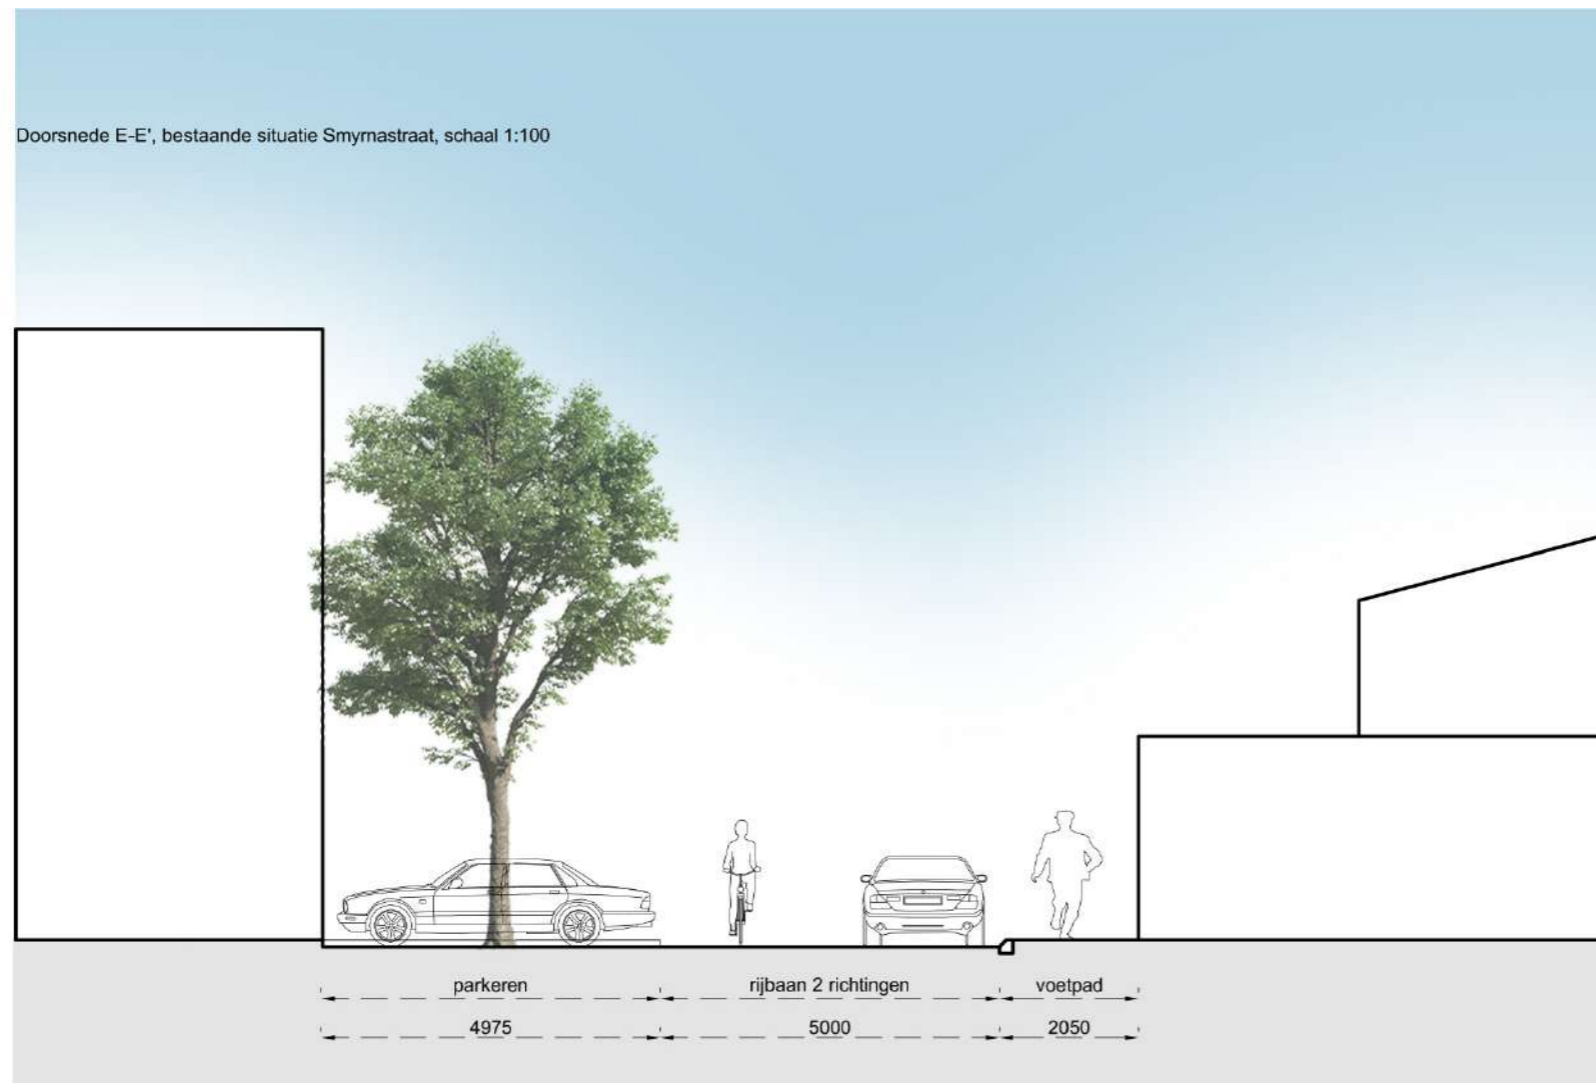 Doorsnede E-E', bestaande situatie Smyrnastraat, schaal 1:100
parkeren rijbaan 2 richtingen voetpad
4975 5000 2050